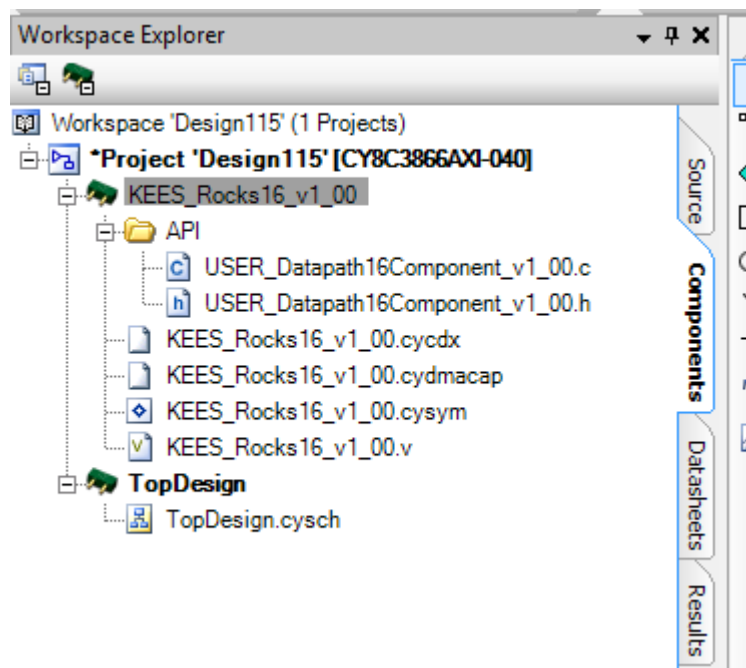 Workspace Explorer
Workspace 'Design115' (1 Projects)
*Project 'Design115' [CY8C3866AXI-040]
KEES_Rocks16_v1_00
API
c USER_Datapath16Component_v1_00.c
h USER_Datapath16Component_v1_00.h
KEES_Rocks16_v1_00.cycdx
KEES_Rocks16_v1_00.cydmacap
KEES_Rocks16_v1_00.cysym
V KEES_Rocks16_v1_00.v
TopDesign
TopDesign.cysch
Source
Components
Datasheets
Results